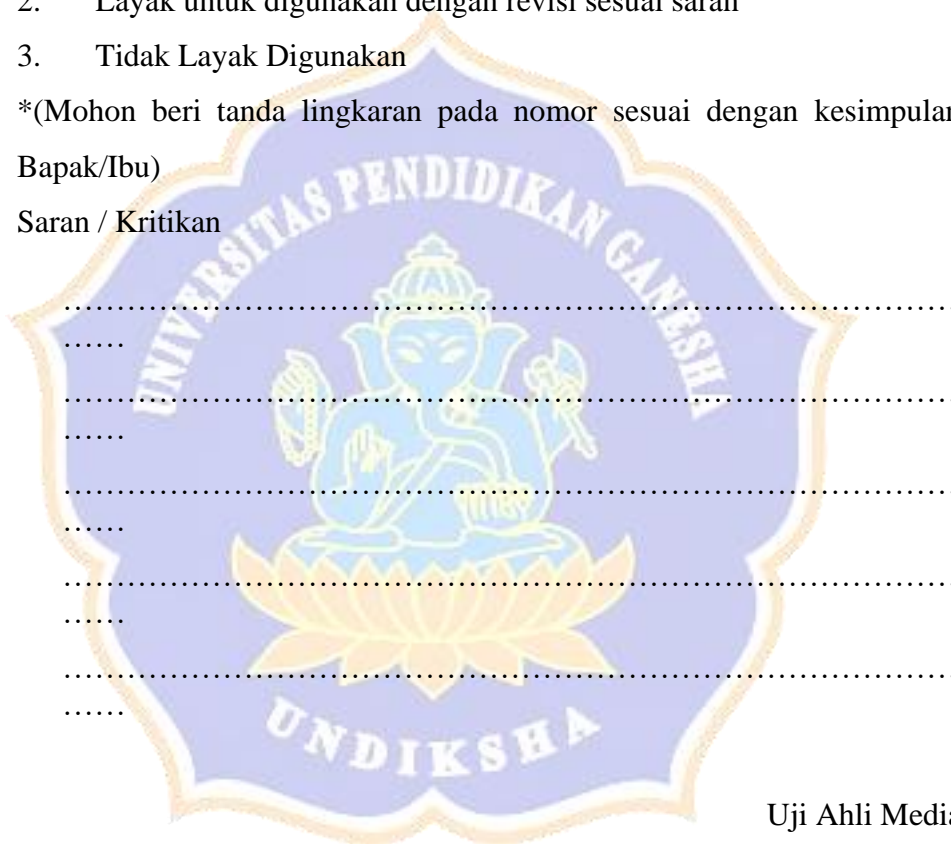 2. Layak untuk digunakan dengan revisi sesuai saran
3. Tidak Layak Digunakan
*(Mohon beri tanda lingkaran pada nomor sesuai dengan kesimpulan
Bapak/Ibu)
Saran / Kritikan
UNIVERSITAS PENDIDIKAN GANESHA
………………………………………………………………………………
……
………………………………………………………………………………
……
………………………………………………………………………………
……
………………………………………………………………………………
……
………………………………………………………………………………
……
UNDIKSHA
Uji Ahli Media